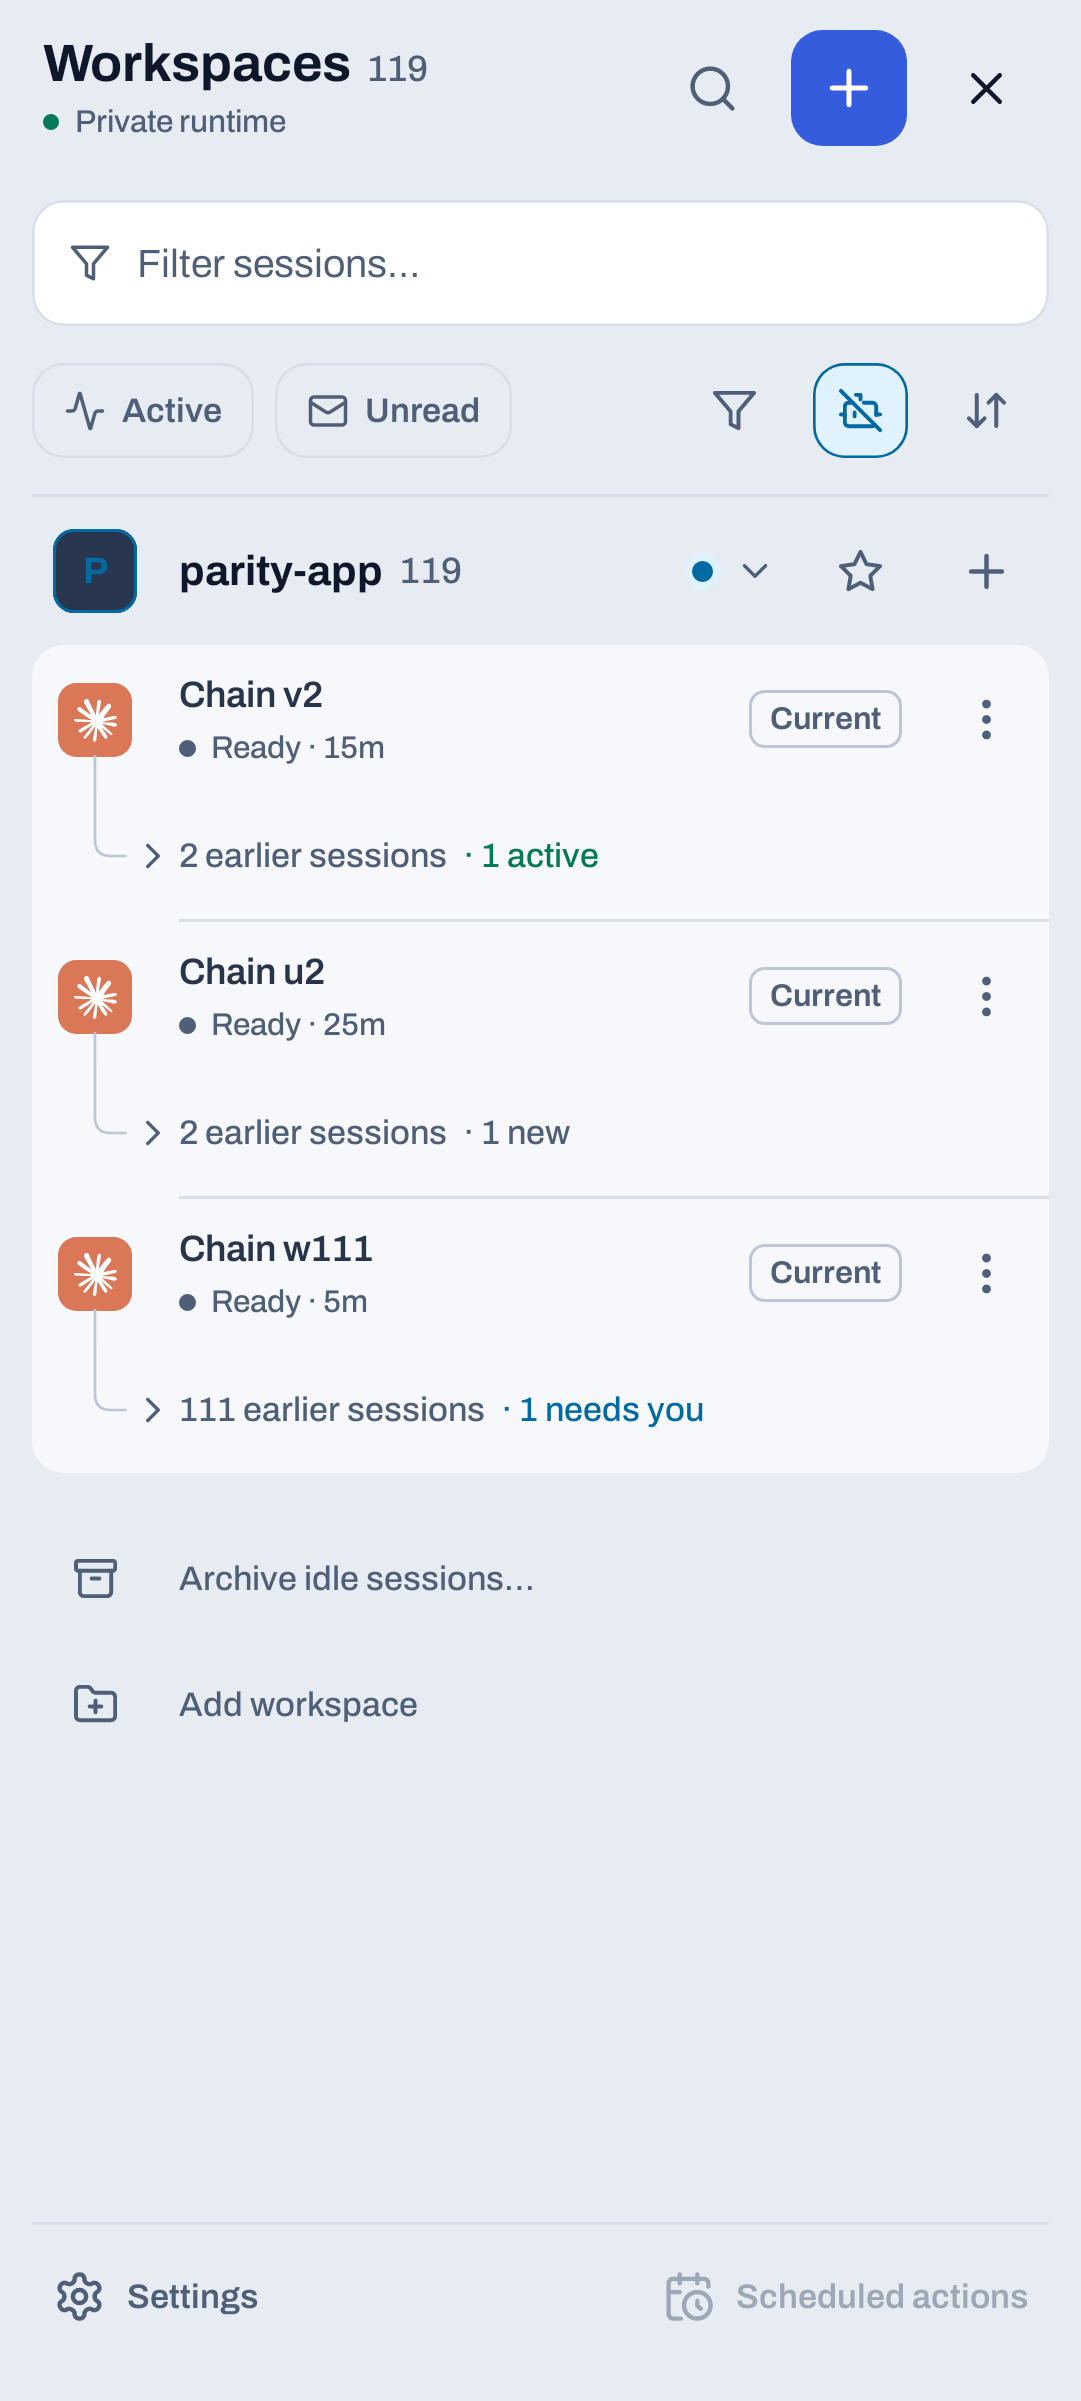 Workspaces 119
Private runtime
Filter sessions...
Active
Unread
P
parity-app 119
Chain v2
Ready · 15m
Current
2 earlier sessions · 1 active
Chain u2
Ready · 25m
Current
2 earlier sessions · 1 new
Chain w111
Ready · 5m
Current
111 earlier sessions · 1 needs you
Archive idle sessions...
Add workspace
Settings
Scheduled actions